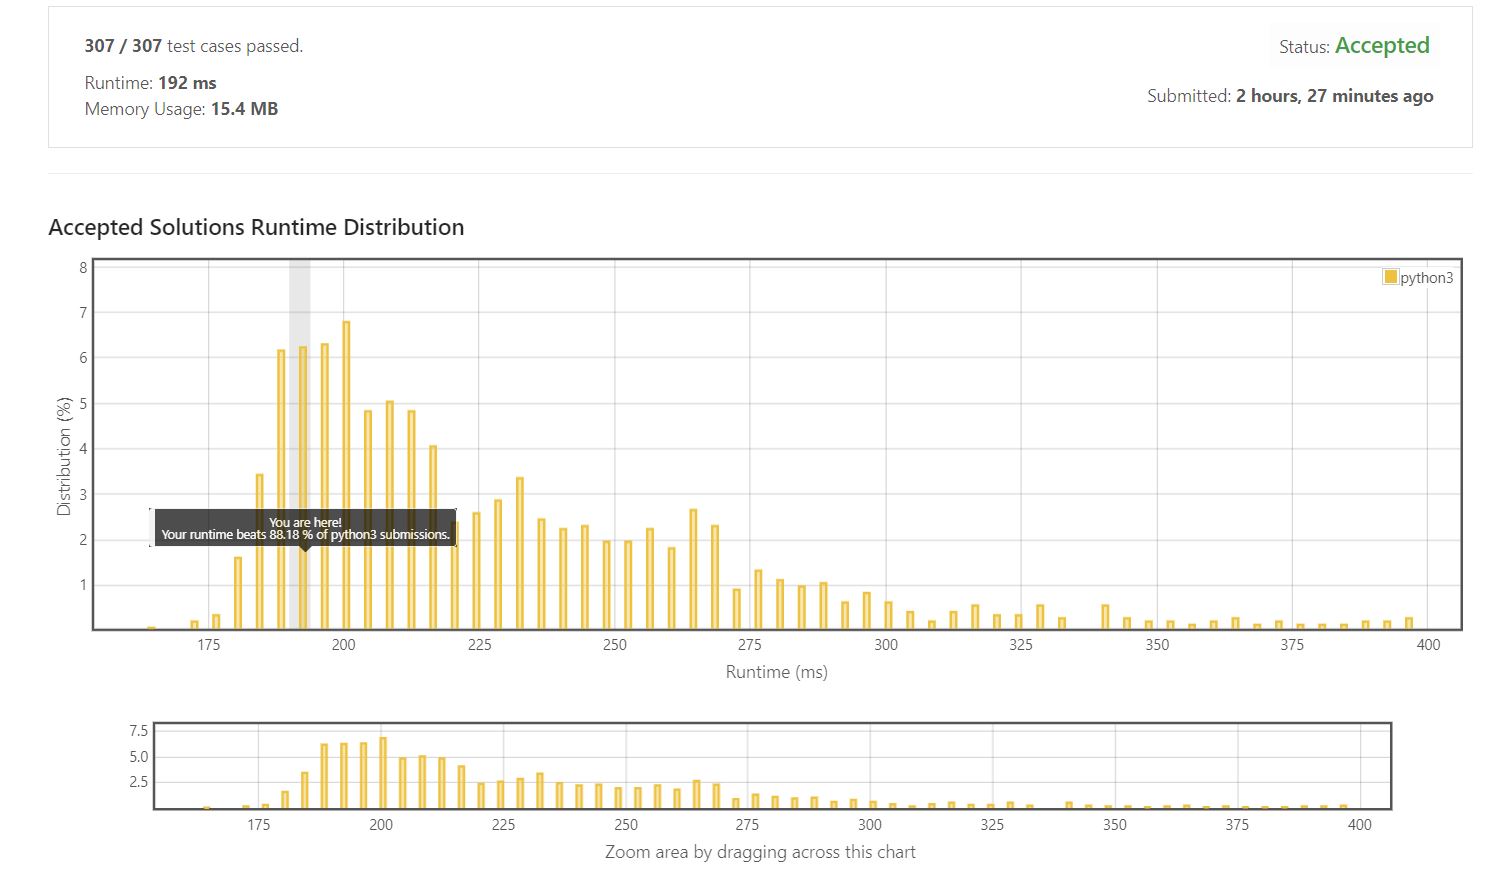 307 / 307 test cases passed.
Status: Accepted
Runtime: 192 ms
Memory Usage: 15.4 MB
Submitted: 2 hours, 27 minutes ago
Accepted Solutions Runtime Distribution
8
7
6
5
4
3
2
1
Distribution (%)
python3
You are here!
Your runtime beats 88.18 % of python3 submissions.
175 200 225 250 275 300 325 350 375 400
Runtime (ms)
7.5
5.0
2.5
175 200 225 250 275 300 325 350 375 400
Zoom area by dragging across this chart